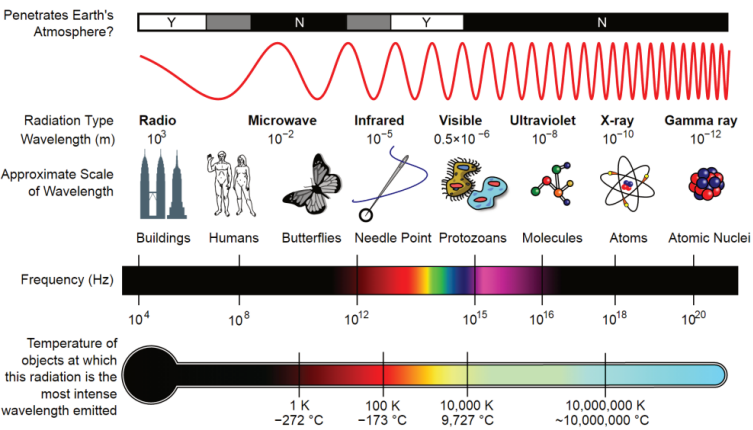 Penetrates Earth's
Atmosphere?
Y N Y N
Radiation Type
Radio Microwave Infrared Visible Ultraviolet X-ray Gamma ray
Wavelength (m)
10³ 10⁻² 10⁻⁵ 0.5×10⁻⁶ 10⁻⁸ 10⁻¹⁰ 10⁻¹²
Approximate Scale
of Wavelength
Buildings Humans Butterflies Needle Point Protozoans Molecules Atoms Atomic Nuclei
Frequency (Hz)
10⁴ 10⁸ 10¹² 10¹⁵ 10¹⁶ 10¹⁸ 10²⁰
Temperature of
objects at which
this radiation is the
most intense
wavelength emitted
1 K 100 K 10,000 K 10,000,000 K
−272 °C −173 °C 9,727 °C ~10,000,000 °C